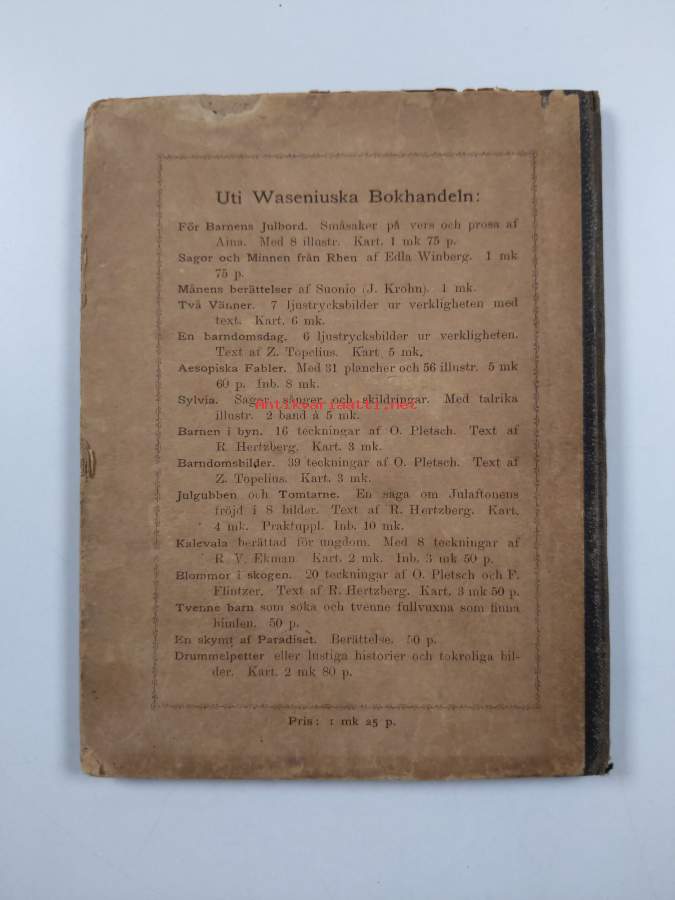 Uti Waseniuska Bokhandeln:
För Barnens Julbord. Småsaker på vers och prosa af
Aina. Med 8 illustr. Kart. 1 mk 75 p.
Sagor och Minnen från Rhen af Edla Winberg. 1 mk
75 p.
Månens berättelser af Suonio (J. Krohn). 1 mk.
Två Vänner. 7 ljustrycksbilder ur verkligheten med
text. Kart. 6 mk.
En barndomsdag. 6 ljustrycksbilder ur verkligheten.
Text af Z. Topelius. Kart. 5 mk.
Aesopiska Fabler. Med 31 plancher och 56 illustr. 5 mk
60 p. Inb. 8 mk.
Sylvia. Sagor, sånger och skildringar. Med talrika
antikvariaatti.net
illustr. 2 band à 5 mk.
Barnen i byn. 16 teckningar af O. Pletsch. Text af
R. Hertzberg. Kart. 3 mk.
Barndomsbilder. 39 teckningar af O. Pletsch. Text af
Z. Topelius. Kart. 3 mk.
Julgubben och Tomtarne. En saga om Julaftonens
fröjd i 8 bilder. Text af R. Hertzberg. Kart.
4 mk. Praktuppl. Inb. 10 mk.
Kalevala berättad för ungdom. Med 8 teckningar af
R. V. Ekman. Kart. 2 mk. Inb. 3 mk 50 p.
Blommor i skogen. 20 teckningar af O. Pletsch och F.
Flintzer. Text af R. Hertzberg. Kart. 3 mk 50 p.
Tvenne barn som söka och tvenne fullvuxna som finna
himlen. 50 p.
En skymt af Paradiset. Berättelse. 50 p.
Drummelpetter eller lustiga historier och tokroliga bil-
der. Kart. 2 mk 80 p.
Pris: 1 mk 25 p.